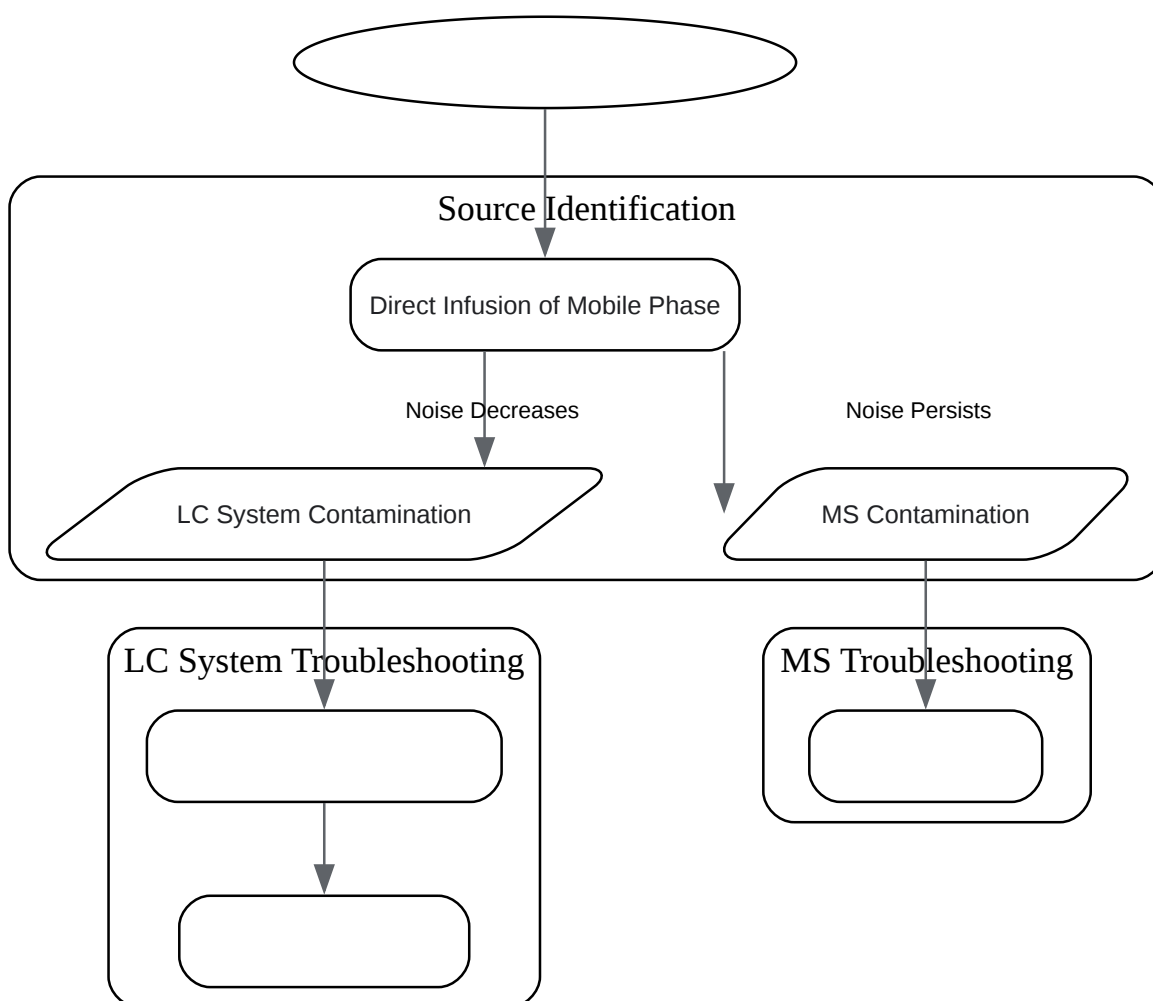 Source Identification
Direct Infusion of Mobile Phase
Noise Decreases
Noise Persists
LC System Contamination
MS Contamination
LC System Troubleshooting
MS Troubleshooting